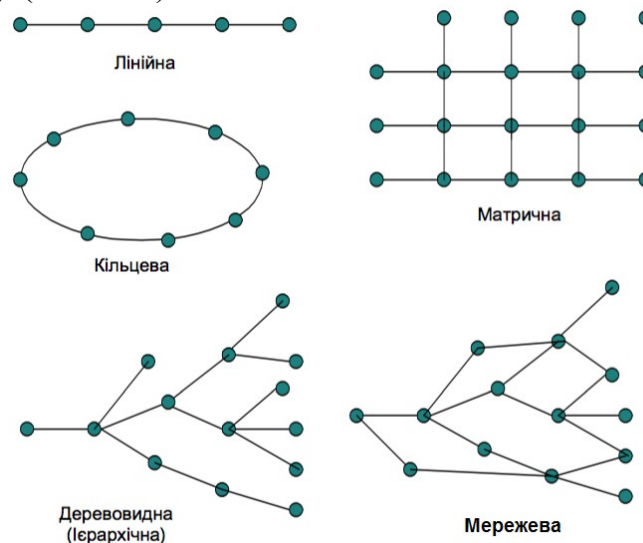 Лінійна
Матрична
Кільцева
Деревовидна
(Ієрархічна)
Мережева